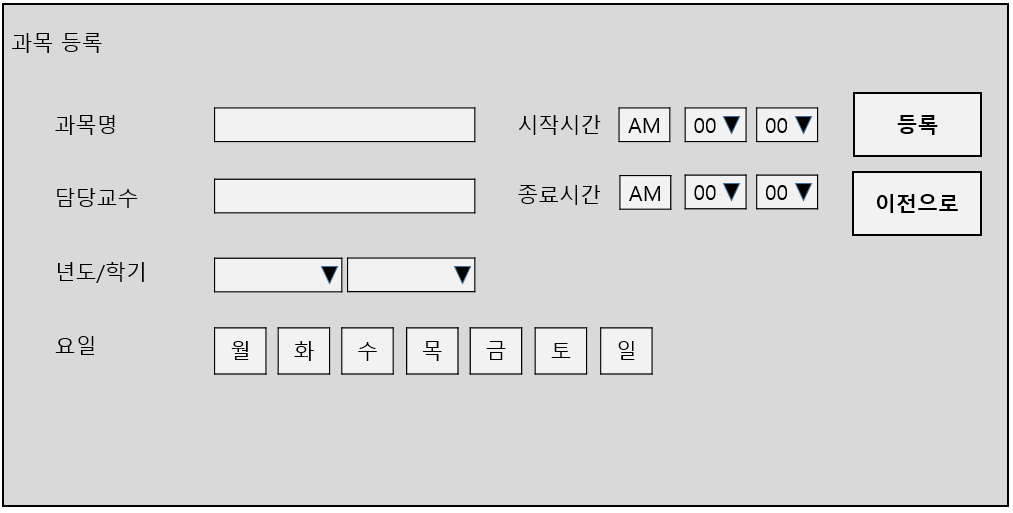 과목 등록
과목명 시작시간 AM 00 ▼ 00 ▼ 등록
담당교수 종료시간 AM 00 ▼ 00 ▼ 이전으로
년도/학기 ▼ ▼
요일 월 화 수 목 금 토 일